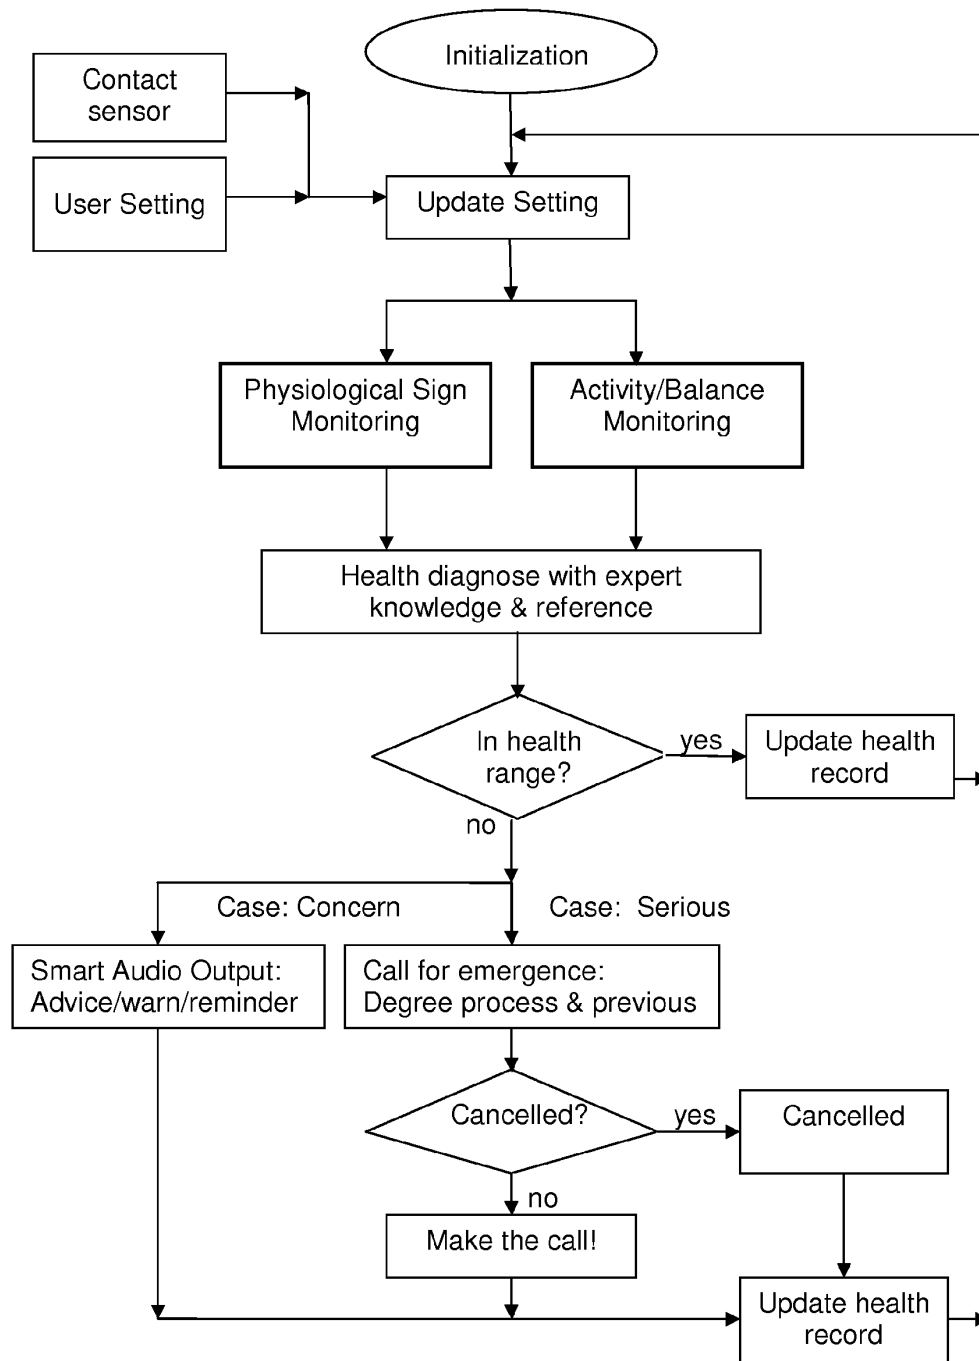 Initialization
Contact
sensor
User Setting
Update Setting
Physiological Sign
Monitoring
Activity/Balance
Monitoring
Health diagnose with expert
knowledge & reference
In health
range?
yes
Update health
record
no
Case: Concern
Case: Serious
Smart Audio Output:
Advice/warn/reminder
Call for emergence:
Degree process & previous
Cancelled?
yes
Cancelled
no
Make the call!
Update health
record